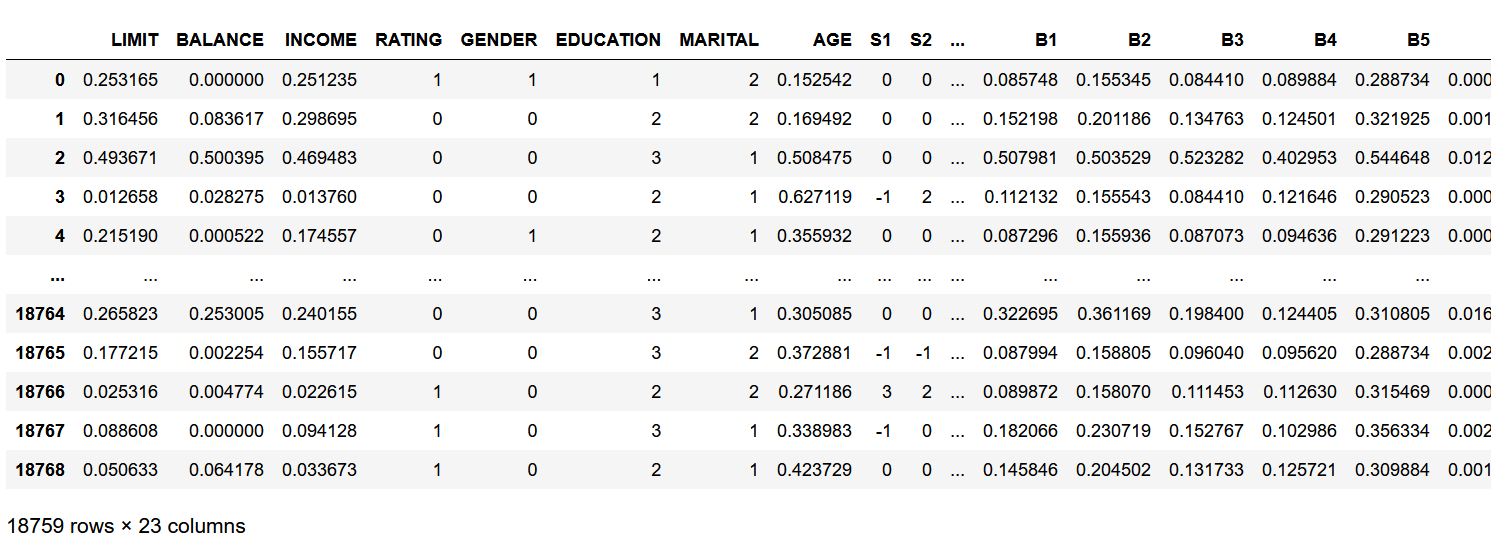 LIMIT BALANCE INCOME RATING GENDER EDUCATION MARITAL AGE S1 S2 ... B1 B2 B3 B4 B5
0 0.253165 0.000000 0.251235 1 1 1 2 0.152542 0 0 ... 0.085748 0.155345 0.084410 0.089884 0.288734 0.000
1 0.316456 0.083617 0.298695 0 0 2 2 0.169492 0 0 ... 0.152198 0.201186 0.134763 0.124501 0.321925 0.001
2 0.493671 0.500395 0.469483 0 0 3 1 0.508475 0 0 ... 0.507981 0.503529 0.523282 0.402953 0.544648 0.012
3 0.012658 0.028275 0.013760 0 0 2 1 0.627119 -1 2 ... 0.112132 0.155543 0.084410 0.121646 0.290523 0.000
4 0.215190 0.000522 0.174557 0 1 2 1 0.355932 0 0 ... 0.087296 0.155936 0.087073 0.094636 0.291223 0.000
... ... ... ... ... ... ... ... ... ... ... ... ... ... ... ... ...
18764 0.265823 0.253005 0.240155 1 0 3 1 0.305085 0 0 ... 0.322695 0.361169 0.198400 0.124405 0.310805 0.016
18765 0.177215 0.002254 0.155717 0 0 3 2 0.372881 -1 -1 ... 0.087994 0.158805 0.096040 0.095620 0.288734 0.002
18766 0.025316 0.004774 0.022615 1 0 2 2 0.271186 3 2 ... 0.089872 0.158070 0.111453 0.112630 0.315469 0.000
18767 0.088608 0.000000 0.094128 1 0 3 1 0.338983 -1 0 ... 0.182066 0.230719 0.152767 0.102986 0.356334 0.002
18768 0.050633 0.064178 0.033673 1 0 2 1 0.423729 0 0 ... 0.145846 0.204502 0.131733 0.125721 0.309884 0.001
18759 rows × 23 columns